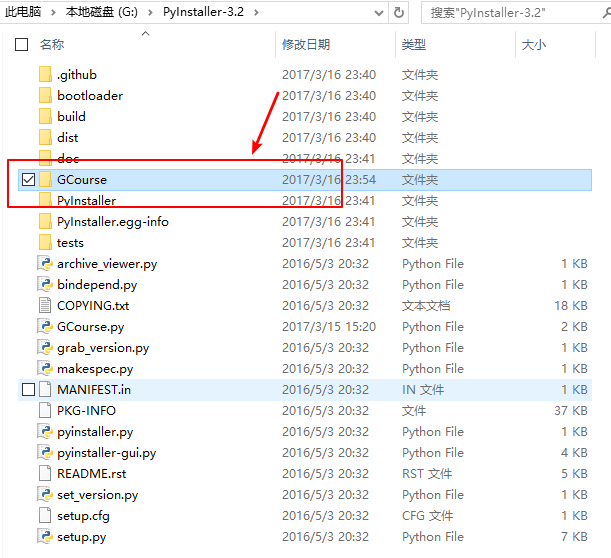 此电脑 > 本地磁盘 (G:) > PyInstaller-3.2 搜索"PyInstaller-3.2"
名称 修改日期 类型 大小
.github 2017/3/16 23:40 文件夹
bootloader 2017/3/16 23:40 文件夹
build 2017/3/16 23:40 文件夹
dist 2017/3/16 23:40 文件夹
doc 2017/3/16 23:41 文件夹
GCourse 2017/3/16 23:54 文件夹
PyInstaller 2017/3/16 23:41 文件夹
PyInstaller.egg-info 2017/3/16 23:41 文件夹
tests 2017/3/16 23:41 文件夹
archive_viewer.py 2016/5/3 20:32 Python File 1 KB
bindepend.py 2016/5/3 20:32 Python File 1 KB
COPYING.txt 2016/5/3 20:32 文本文档 18 KB
GCourse.py 2017/3/15 15:20 Python File 2 KB
grab_version.py 2016/5/3 20:32 Python File 1 KB
makespec.py 2016/5/3 20:32 Python File 1 KB
MANIFEST.in 2016/5/3 20:32 IN 文件 1 KB
PKG-INFO 2016/5/3 20:32 文件 37 KB
pyinstaller.py 2016/5/3 20:32 Python File 1 KB
pyinstaller-gui.py 2016/5/3 20:32 Python File 4 KB
README.rst 2016/5/3 20:32 RST 文件 5 KB
set_version.py 2016/5/3 20:32 Python File 1 KB
setup.cfg 2016/5/3 20:32 CFG 文件 1 KB
setup.py 2016/5/3 20:32 Python File 7 KB